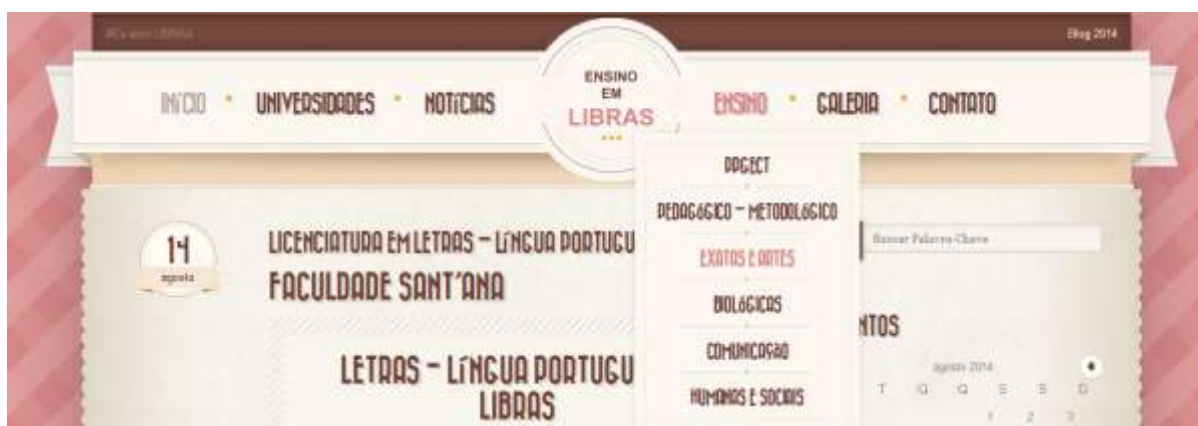 Blog 2014
INíCIO
UNIVERSIDADES
NOTíCIAS
ENSINO
EM
LIBRAS
ENSINO
GALERIA
CONTATO
PPGECT
PEDAGóGICO – METODOLóGICO
EXATAS E ARTES
BIOLóGICAS
COMUNICAÇÃO
HUMANAS E SOCIAIS
14
agosto
LICENCIATURA EM LETRAS – LíNGUA PORTUGU
FACULDADE SANT'ANA
LETRAS – LíNGUA PORTUGU
LIBRAS
Buscar Palavra-Chave
NTOS
agosto 2014
T Q Q S S D
1 2 3